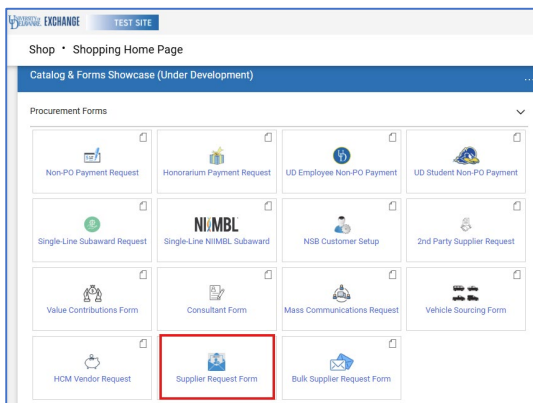 UNIVERSITY OF DELAWARE EXCHANGE TEST SITE
Shop • Shopping Home Page
Catalog & Forms Showcase (Under Development) ...
Procurement Forms
Non-PO Payment Request
Honorarium Payment Request
UD Employee Non-PO Payment
UD Student Non-PO Payment
NIIMBL
Single-Line Subaward Request
Single-Line NIIMBL Subaward
NSB Customer Setup
2nd Party Supplier Request
Value Contributions Form
Consultant Form
Mass Communications Request
Vehicle Sourcing Form
HCM Vendor Request
Supplier Request Form
Bulk Supplier Request Form